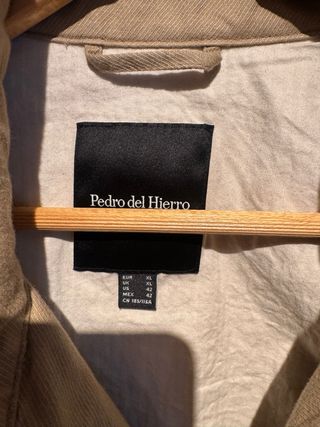 Pedro del Hierro
EUR XL
UK XL
US 42
MEX 42
CN 185/116A